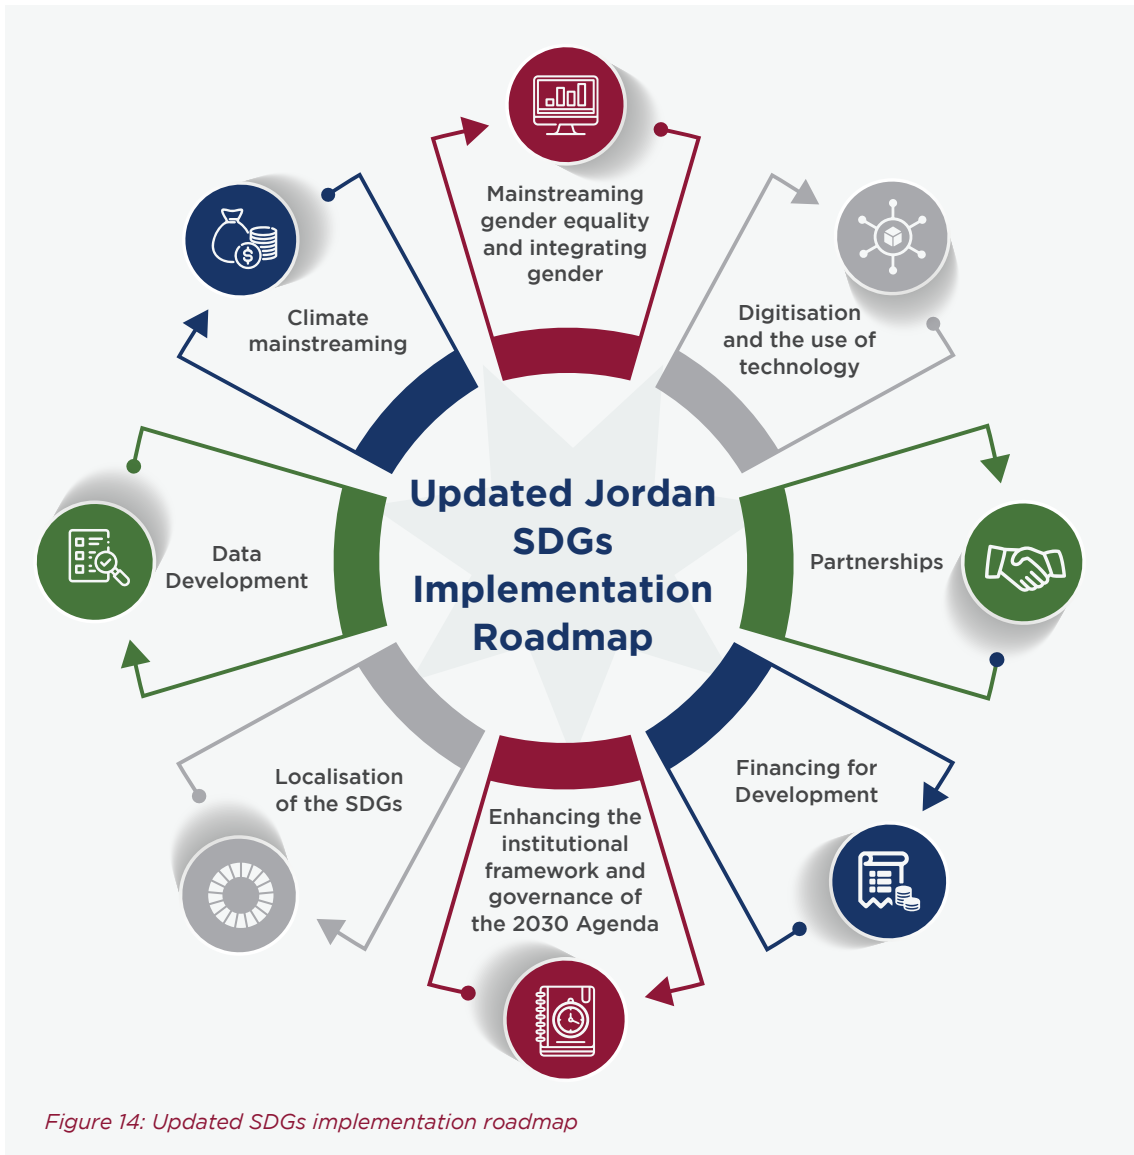 Mainstreaming
gender equality
and integrating
gender
Digitisation
and the use of
technology
Climate
mainstreaming
$
Updated Jordan
SDGs
Implementation
Roadmap
Data
Development
Partnerships
Localisation
of the SDGs
Financing for
Development
Enhancing the
institutional
framework and
governance of
the 2030 Agenda
Figure 14: Updated SDGs implementation roadmap